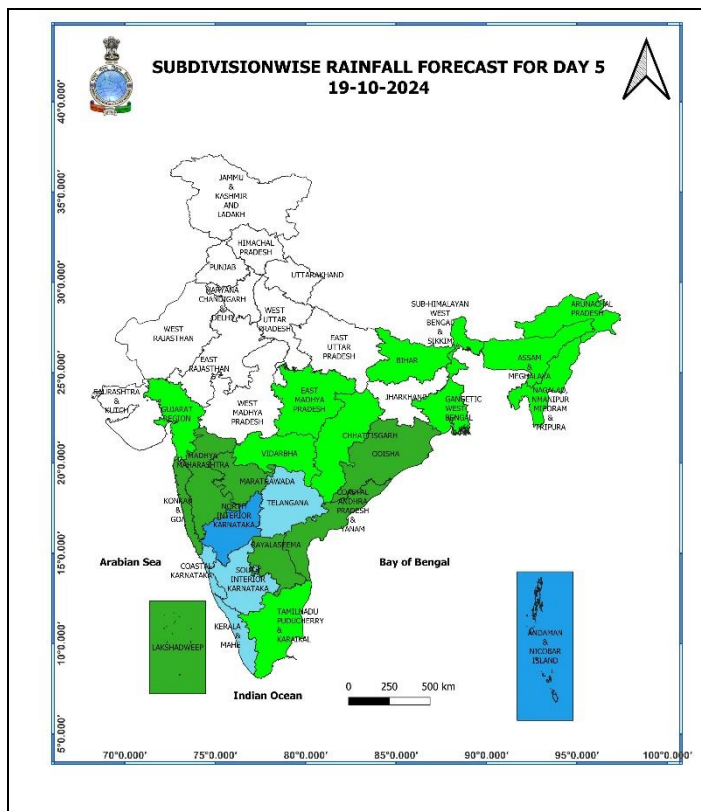 SUBDIVISIONWISE RAINFALL FORECAST FOR DAY 5
19-10-2024
40°0.000'
35°0.000'
30°0.000'
25°0.000'
20°0.000'
15°0.000'
10°0.000'
5°0.000'
JAMMU
&
KASHMIR
AND
LADAKH
HIMACHAL
PRADESH
PUNJAB
UTTARAKHAND
HARYANA
CHANDIGARH
&
DELHI
WEST
UTTAR
PRADESH
WEST
RAJASTHAN
EAST
RAJASTHAN
EAST
UTTAR
PRADESH
SUB-HIMALAYAN
WEST
BENGAL
&
SIKKIM
ARUNACHAL
PRADESH
BIHAR
ASSAM
&
MEGHALAYA
NAGALAD,
NMANIPUR
MIZORAM
&
TRIPURA
SAURASHTRA
&
KUTCH
GUJARAT
REGION
WEST
MADHYA
PRADESH
EAST
MADHYA
PRADESH
JHARKHAND
GANGETIC
WEST
BENGAL
CHHATTISGARH
ODISHA
MADHYA
MAHARASHTRA
VIDARBHA
MARATHAWADA
KONKAN
&
GOA
NORTH
INTERIOR
KARNATAKA
TELANGANA
COASTAL
ANDHRA
PRADESH
&
YANAM
RAYALASEEMA
Arabian Sea
Bay of Bengal
COASTAL
KARNATAKA
SOUTH
INTERIOR
KARNATAKA
KERALA
&
MAHE
TAMILNADU
PUDUCHERRY
&
KARAIKAL
LAKSHADWEEP
ANDAMAN
&
NICOBAR
ISLAND
Indian Ocean
0 250 500 km
70°0.000' 75°0.000' 80°0.000' 85°0.000' 90°0.000' 95°0.000' 100°0.000'